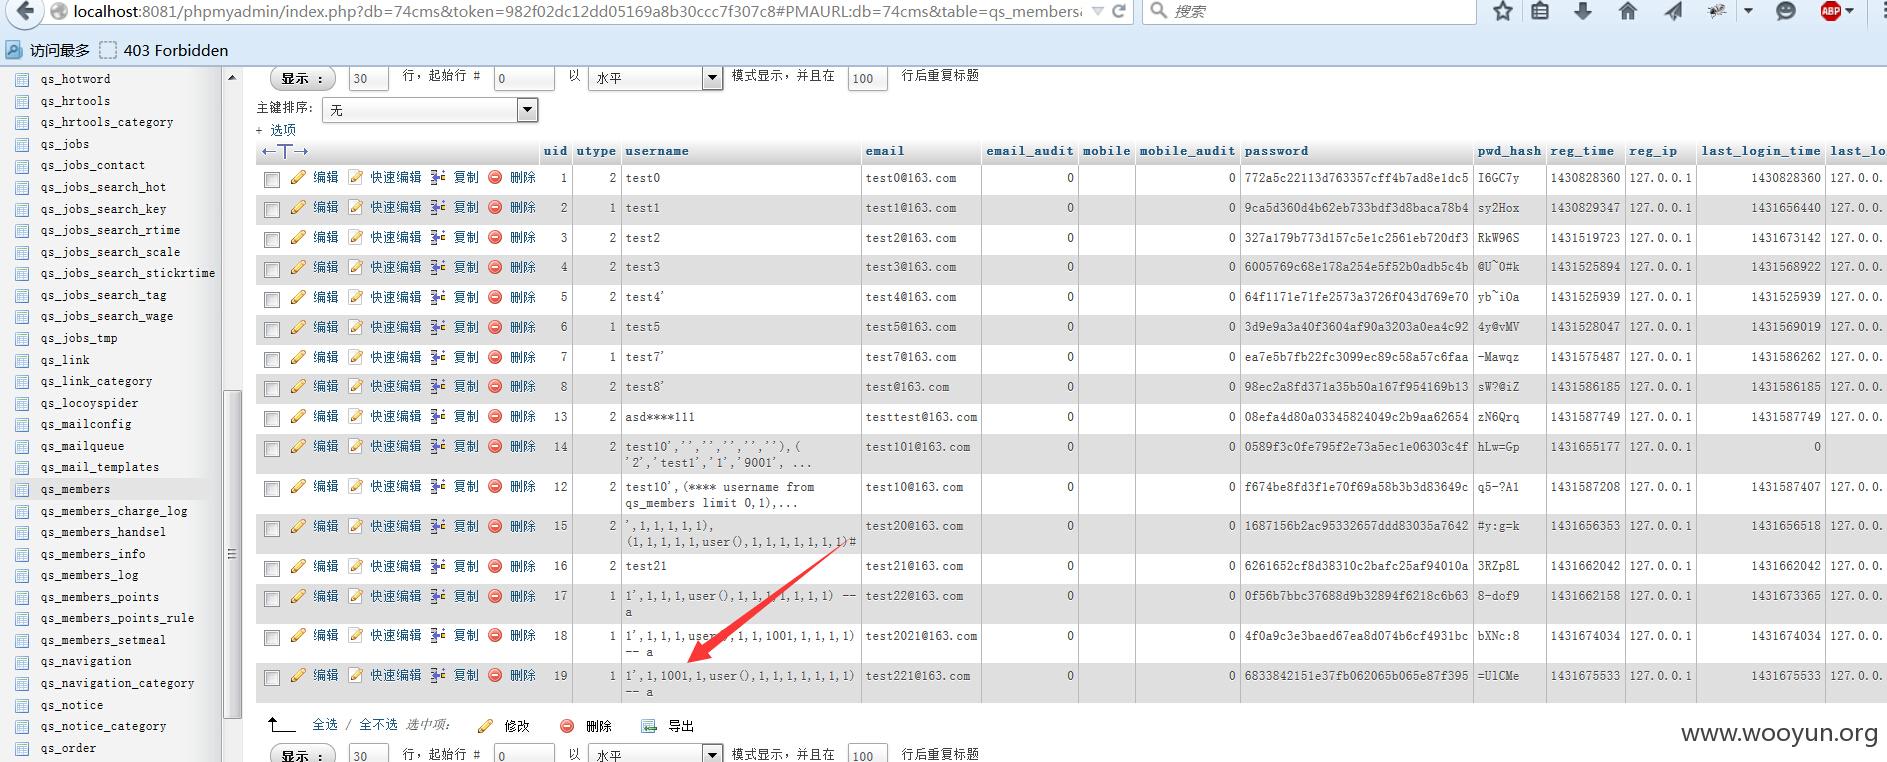 localhost:8081/phpmyadmin/index.php?db=74cms&token=982f02dc12dd05169a8b30ccc7f307c8#PMAURL:db=74cms&table=qs_members& 搜索 ABP
访问最多 403 Forbidden
qs_hotword
qs_hrtools
qs_hrtools_category
qs_jobs
qs_jobs_contact
qs_jobs_search_hot
qs_jobs_search_key
qs_jobs_search_rtime
qs_jobs_search_scale
qs_jobs_search_stickrtime
qs_jobs_search_tag
qs_jobs_search_wage
qs_jobs_tmp
qs_link
qs_link_category
qs_locoyspider
qs_mailconfig
qs_mailqueue
qs_mail_templates
qs_members
qs_members_charge_log
qs_members_handsel
qs_members_info
qs_members_log
qs_members_points
qs_members_points_rule
qs_members_setmeal
qs_navigation
qs_navigation_category
qs_notice
qs_notice_category
qs_order
显示 : 30 行，起始行 # 0 以 水平 模式显示，并且在 100 行后重复标题
主键排序: 无
+ 选项
←T→ uid utype username email email_audit mobile mobile_audit password pwd_hash reg_time reg_ip last_login_time last_lo
编辑 快速编辑 复制 删除 1 2 test0 test0@163.com 0 0 772a5c22113d763357cff4b7ad8e1dc5 I6GC7y 1430828360 127.0.0.1 1430828360 127.0.0.
编辑 快速编辑 复制 删除 2 1 test1 test1@163.com 0 0 9ca5d360d4b62eb733bdf3d8baca78b4 sy2Hox 1430829347 127.0.0.1 1431656440 127.0.0.
编辑 快速编辑 复制 删除 3 2 test2 test2@163.com 0 0 327a179b773d157c5e1c2561eb720df3 RkW96S 1431519723 127.0.0.1 1431673142 127.0.0.
编辑 快速编辑 复制 删除 4 2 test3 test3@163.com 0 0 6005769c68e178a254e5f52b0adb5c4b @U~O#k 1431525894 127.0.0.1 1431568922 127.0.0.
编辑 快速编辑 复制 删除 5 2 test4' test4@163.com 0 0 64f1171e71fe2573a3726f043d769e70 yb~iOa 1431525939 127.0.0.1 1431525939 127.0.0.
编辑 快速编辑 复制 删除 6 1 test5 test5@163.com 0 0 3d9e9a3a40f3604af90a3203a0ea4c92 4y@vMV 1431528047 127.0.0.1 1431569019 127.0.0.
编辑 快速编辑 复制 删除 7 1 test7' test7@163.com 0 0 ea7e5b7fb22fc3099ec89c58a57c6faa -Mawqz 1431575487 127.0.0.1 1431586262 127.0.0.
编辑 快速编辑 复制 删除 8 2 test8' test@163.com 0 0 98ec2a8fd371a35b50a167f954169b13 sW?@iZ 1431586185 127.0.0.1 1431586185 127.0.0.
编辑 快速编辑 复制 删除 13 2 asd****111 testtest@163.com 0 0 08efa4d80a03345824049c2b9aa62654 zN6Qrq 1431587749 127.0.0.1 1431587749 127.0.0.
编辑 快速编辑 复制 删除 14 2 test10','','','','',''),( test101@163.com 0 0 0589f3c0fe795f2e73a5ec1e06303c4f hLw=Gp 1431655177 127.0.0.1 0
'2','test1','1','9001', ...
编辑 快速编辑 复制 删除 12 2 test10',(**** username from test10@163.com 0 0 f674be8fd3f1e70f69a58b3b3d83649c q5-?A1 1431587208 127.0.0.1 1431587407 127.0.0.
qs_members limit 0,1),...
编辑 快速编辑 复制 删除 15 2 ',1,1,1,1,1), test20@163.com 0 0 1687156b2ac95332657ddd83035a7642 #y:g=k 1431656353 127.0.0.1 1431656518 127.0.0.
(1,1,1,1,1,user(),1,1,1,1,1,1,1)#
编辑 快速编辑 复制 删除 16 2 test21 test21@163.com 0 0 6261652cf8d38310c2bafc25af94010a 3RZp8L 1431662042 127.0.0.1 1431662042 127.0.0.
编辑 快速编辑 复制 删除 17 1 1',1,1,1,user(),1,1,1,1,1,1,1) -- test22@163.com 0 0 0f56b7bbc37688d9b32894f6218c6b63 8-dof9 1431662158 127.0.0.1 1431673365 127.0.0.
a
编辑 快速编辑 复制 删除 18 1 1',1,1,1,user(),1,1,1001,1,1,1,1) test2021@163.com 0 0 4f0a9c3e3baed67ea8d074b6cf4931bc bXNc:8 1431674034 127.0.0.1 1431674034 127.0.0.
-- a
编辑 快速编辑 复制 删除 19 1 1',1,1001,1,user(),1,1,1,1,1,1,1) test221@163.com 0 0 6833842151e37fb062065b065e87f395 =UlCMe 1431675533 127.0.0.1 1431675533 127.0.0.
-- a
全选 / 全不选 选中项: 修改 删除 导出
显示 : 30 行，起始行 # 0 以 水平 模式显示，并且在 100 行后重复标题
www.wooyun.org